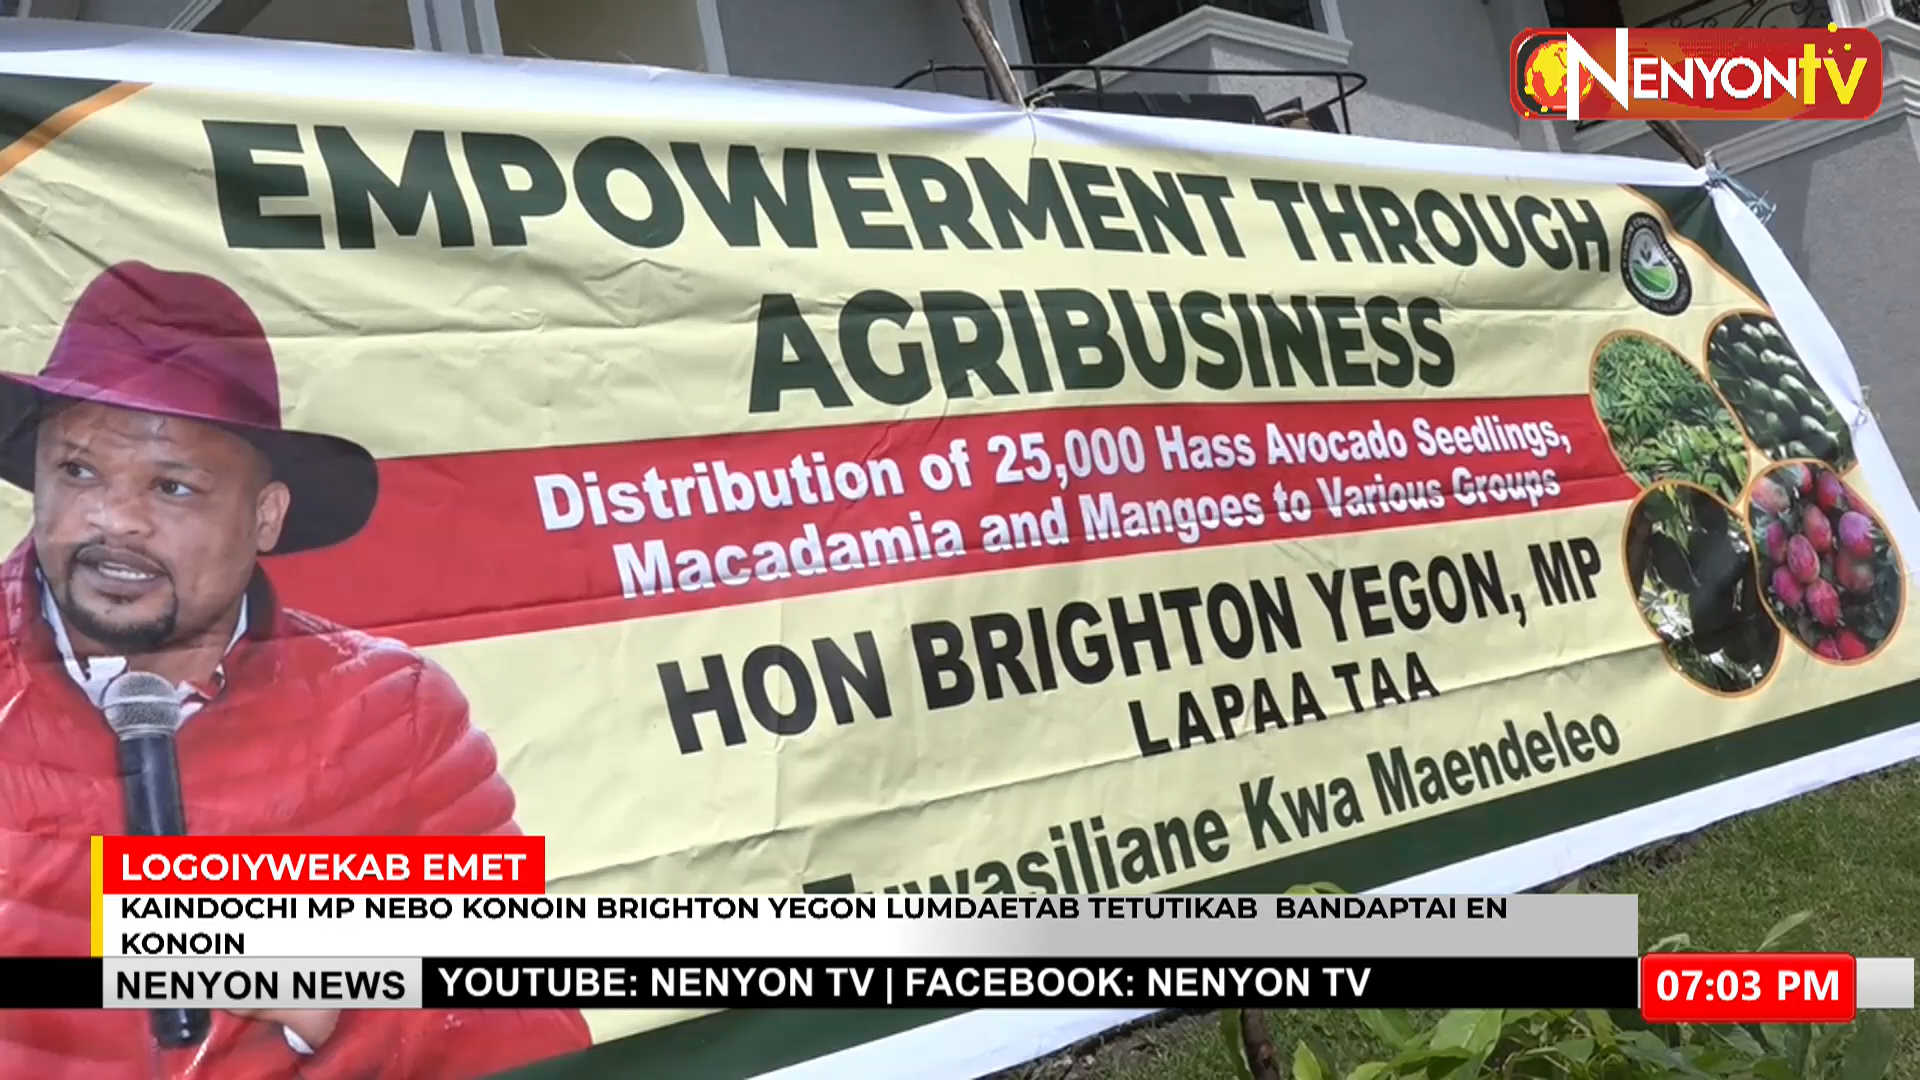 NENYONTV
EMPOWERMENT THROUGH
AGRIBUSINESS
Distribution of 25,000 Hass Avocado Seedlings,
Macadamia and Mangoes to Various Groups
HON BRIGHTON YEGON, MP
LAPAA TAA
Tuwasiliane Kwa Maendeleo
LOGOIYWEKAB EMET
KAINDOCHI MP NEBO KONOIN BRIGHTON YEGON LUMDAETAB TETUTIKAB BANDAPTAI EN
KONOIN
NENYON NEWS
YOUTUBE: NENYON TV | FACEBOOK: NENYON TV
07:03 PM